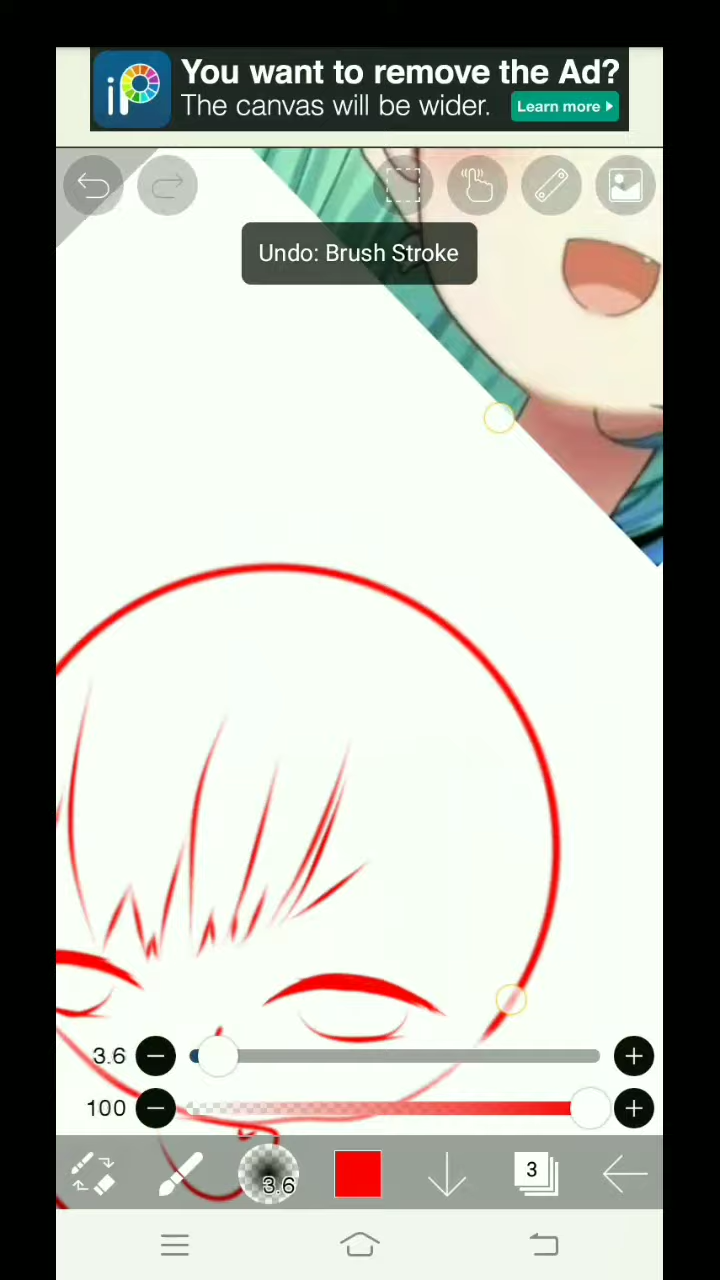 iP
You want to remove the Ad?
The canvas will be wider.
Learn more
Undo: Brush Stroke
3.6
100
3.6
3